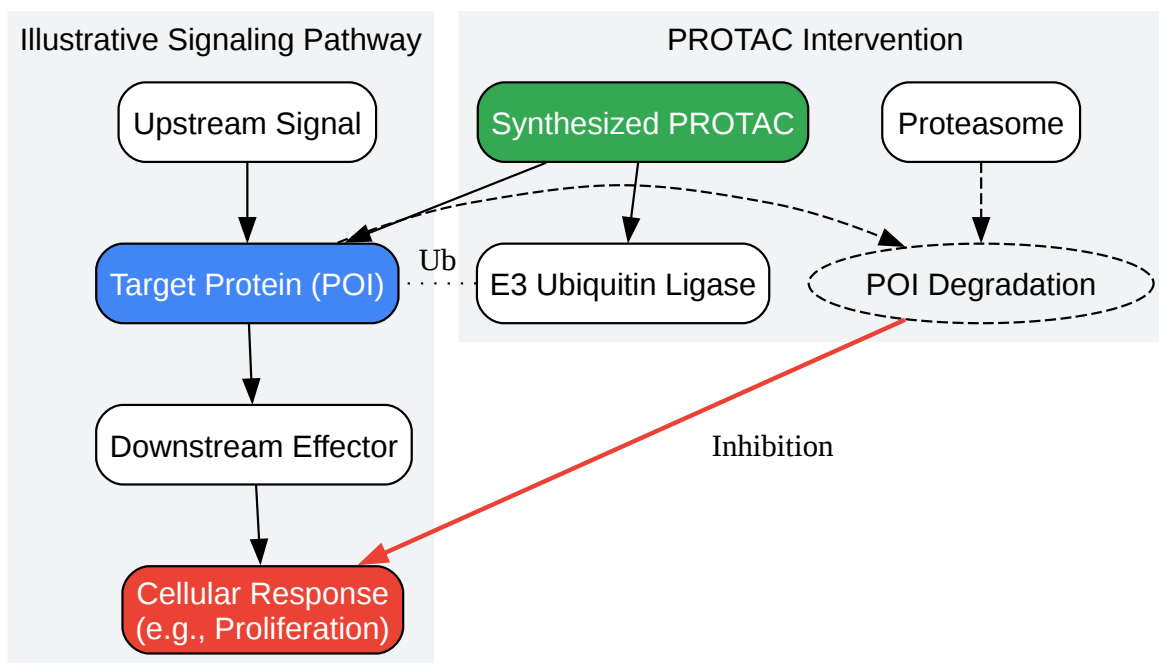 Illustrative Signaling Pathway
PROTAC Intervention
Upstream Signal
Synthesized PROTAC
Proteasome
Target Protein (POI)
Ub
E3 Ubiquitin Ligase
POI Degradation
Downstream Effector
Inhibition
Cellular Response
(e.g., Proliferation)